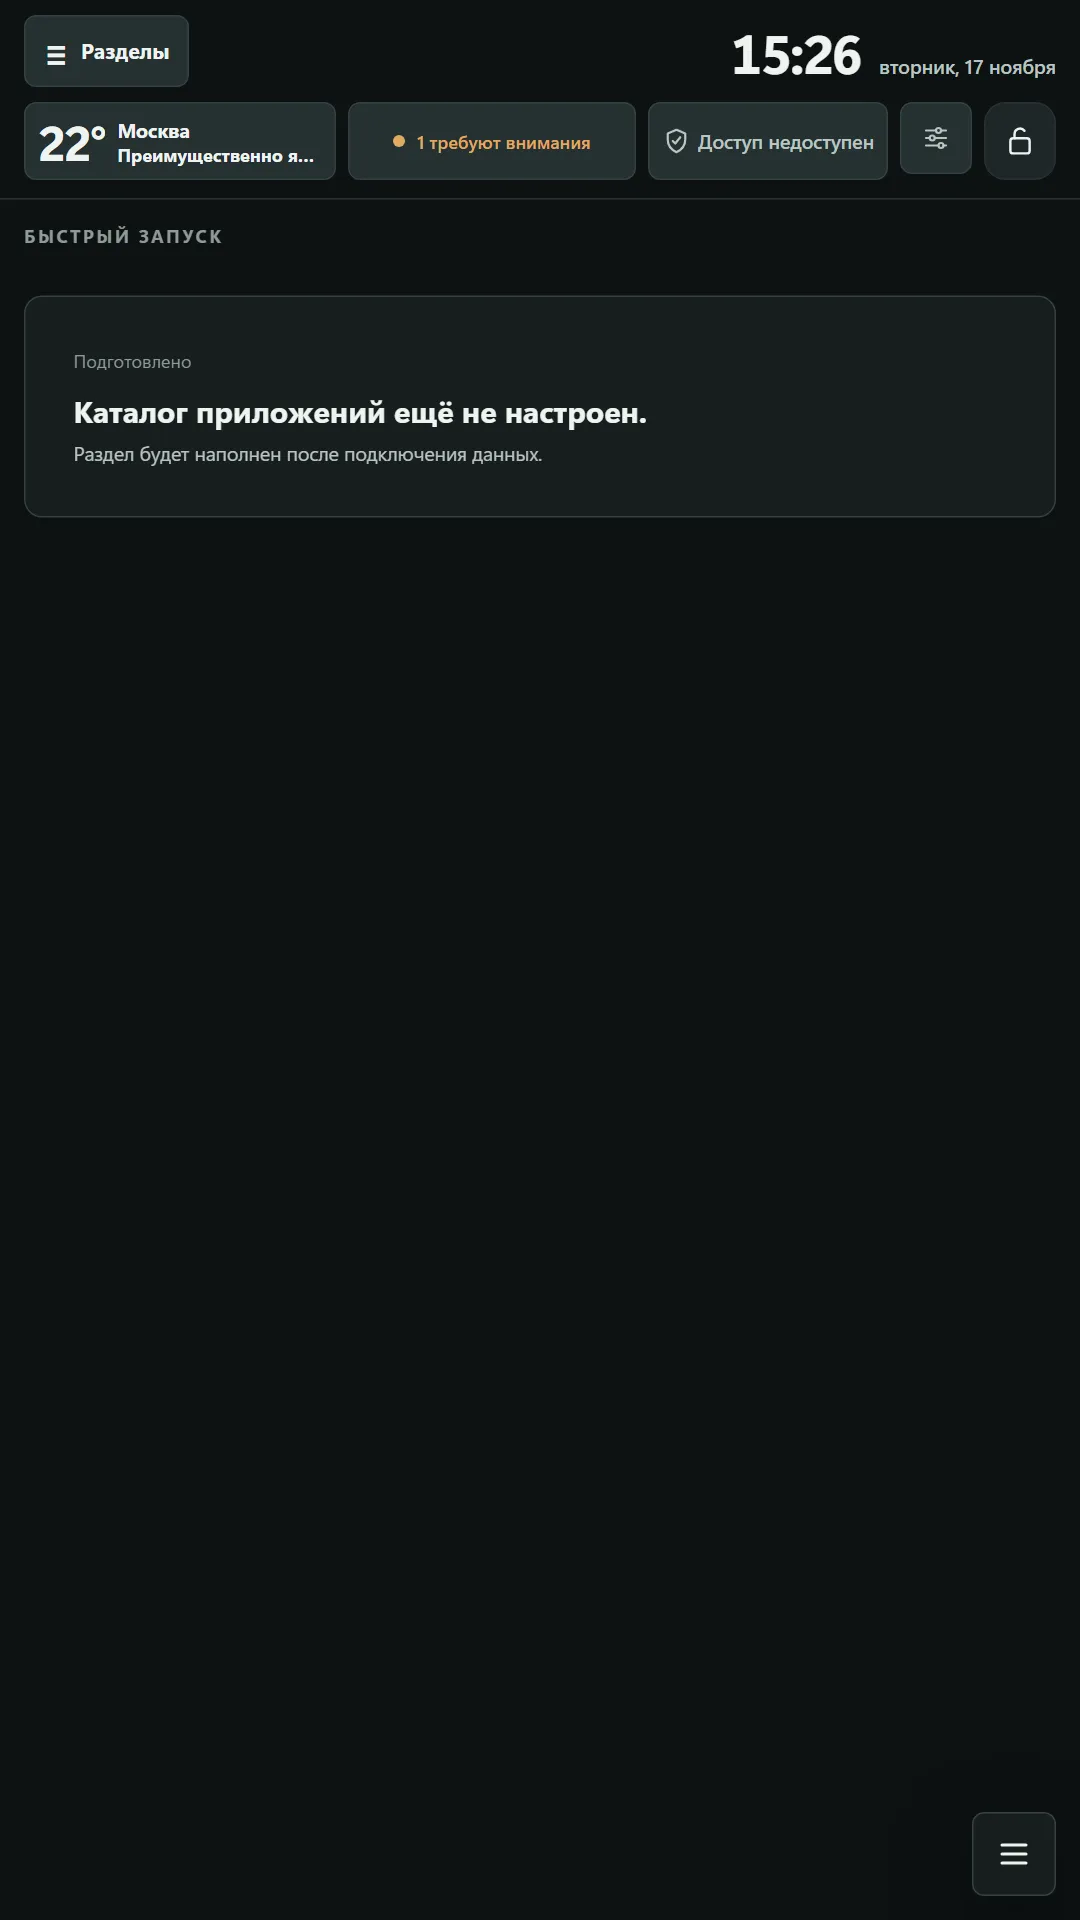 Разделы
15:26
вторник, 17 ноября
22°
Москва
Преимущественно я...
1 требуют внимания
Доступ недоступен
БЫСТРЫЙ ЗАПУСК
Подготовлено
Каталог приложений ещё не настроен.
Раздел будет наполнен после подключения данных.